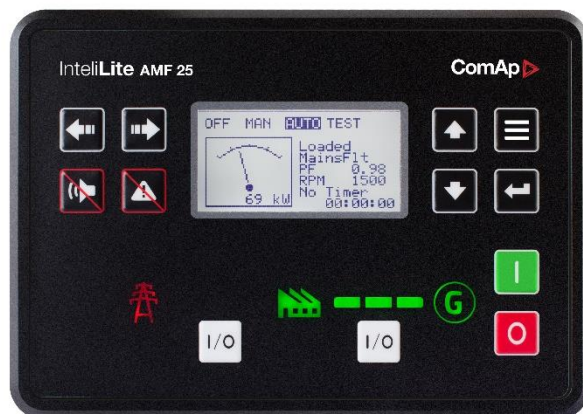 InteliLite AMF 25
ComAp
OFF MAN AUTO TEST
Loaded
MainsFlt
PF 0.98
RPM 1500
No Timer
00:00:00
69 kW
G
I/O
I/O
I
O